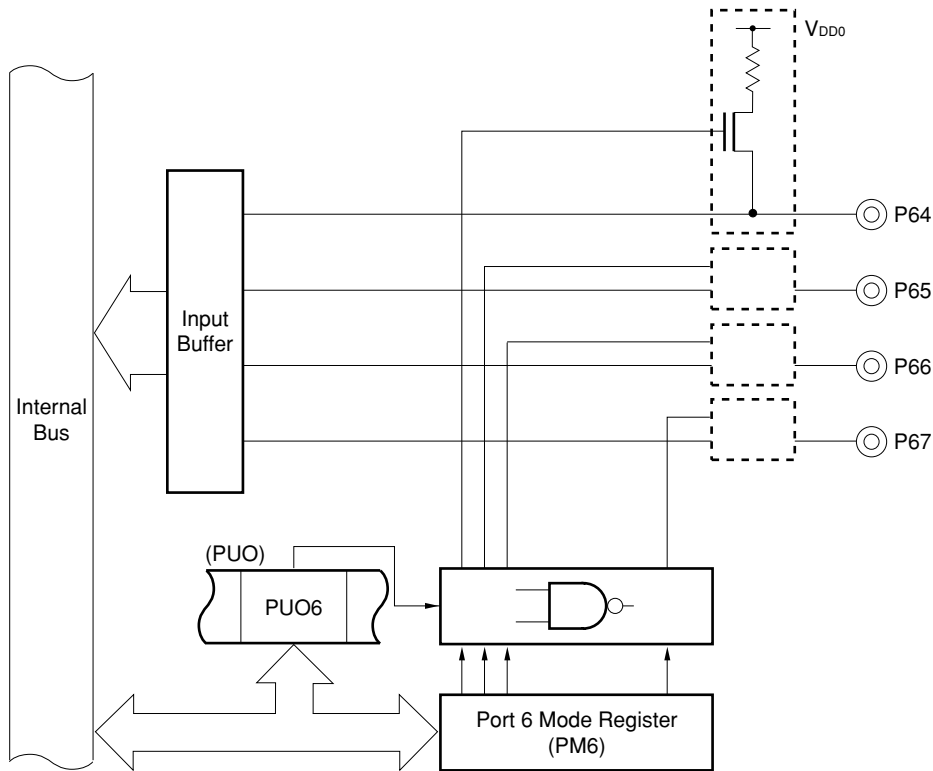 VDD0
P64
P65
Input
Buffer
P66
Internal
Bus
P67
(PUO)
PUO6
Port 6 Mode Register
(PM6)